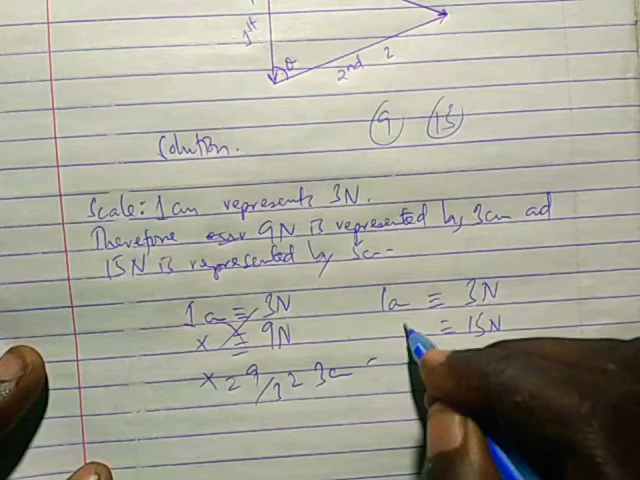 1st
θ
2nd 2
9 15
Solution.
Scale: 1cm represents 3N.
Therefore 9N is represented by 3cm ad
15N is represented by 5cm
1cm ≡ 3N 1cm ≡ 3N
x ≡ 9N ≡ 15N
x = 9/3 = 3cm